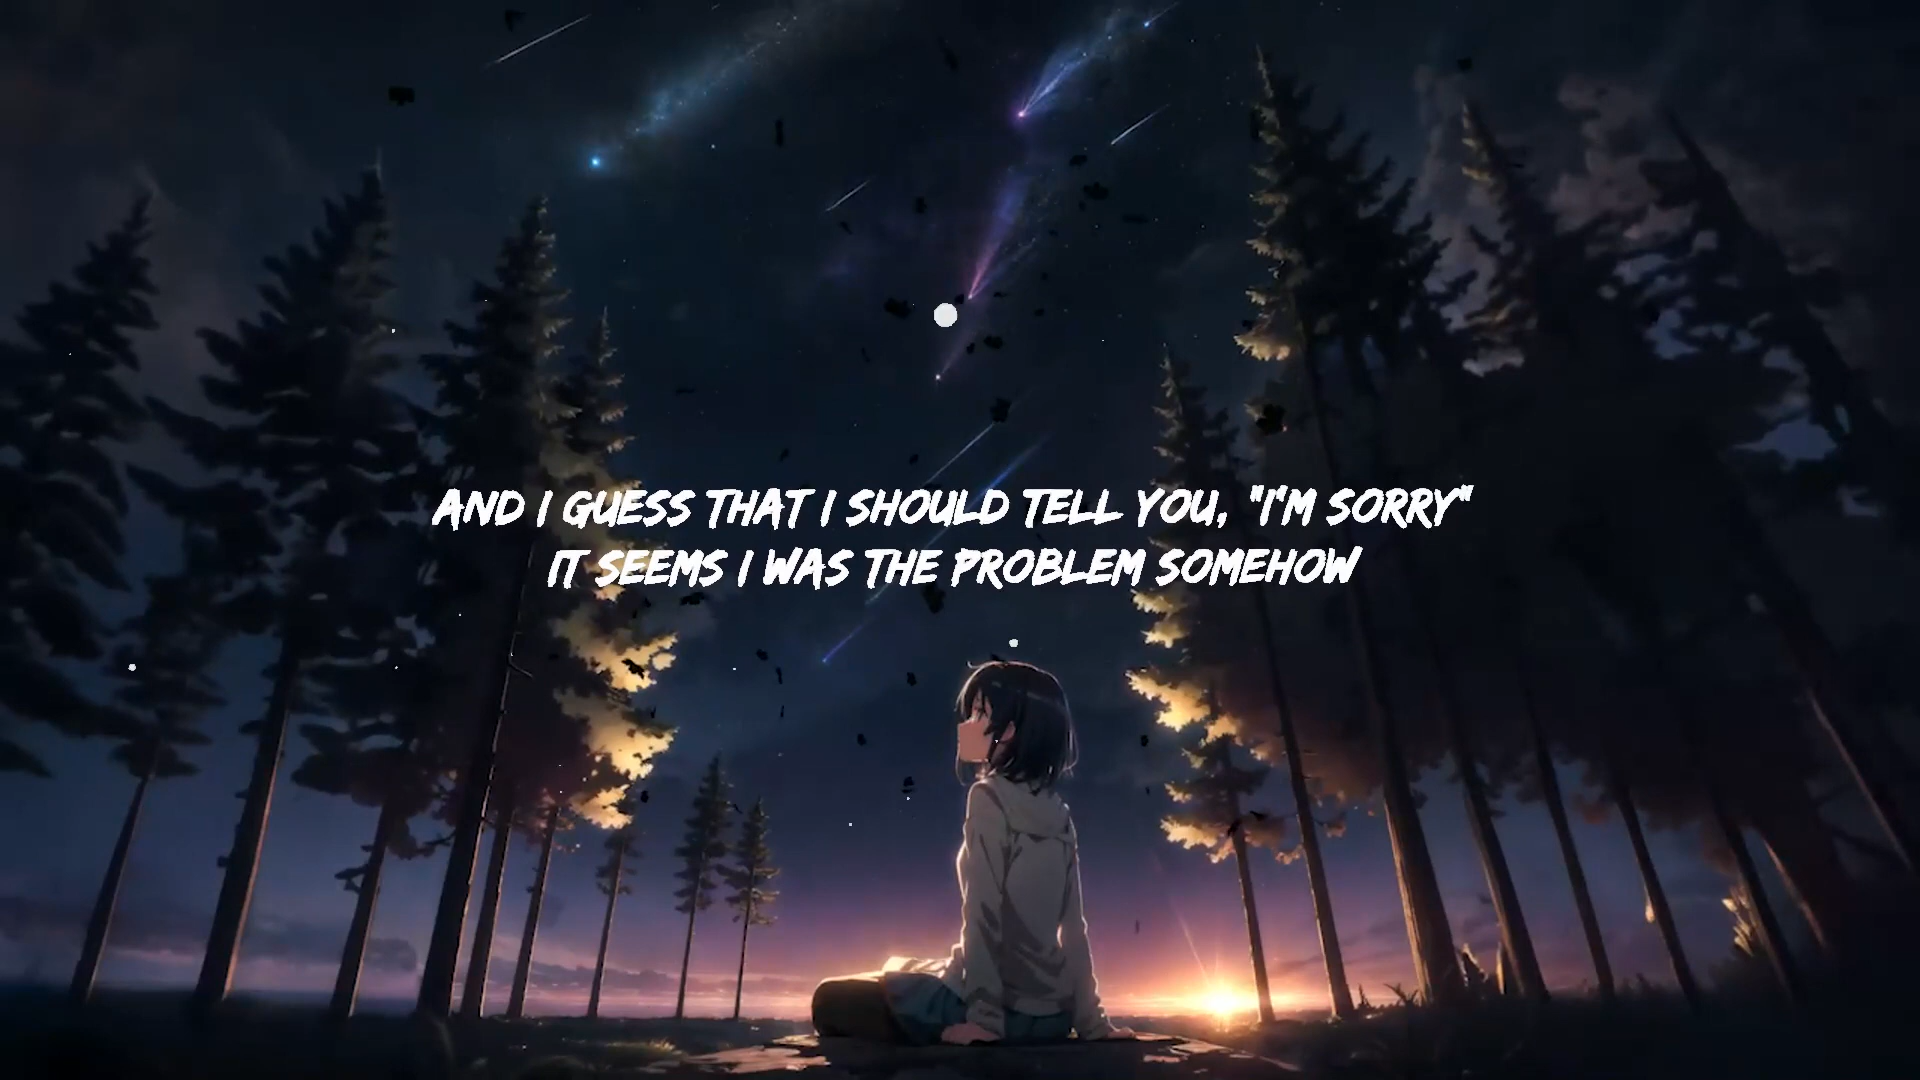 AND I GUESS THAT I SHOULD TELL YOU, "I'M SORRY"
IT SEEMS I WAS THE PROBLEM SOMEHOW